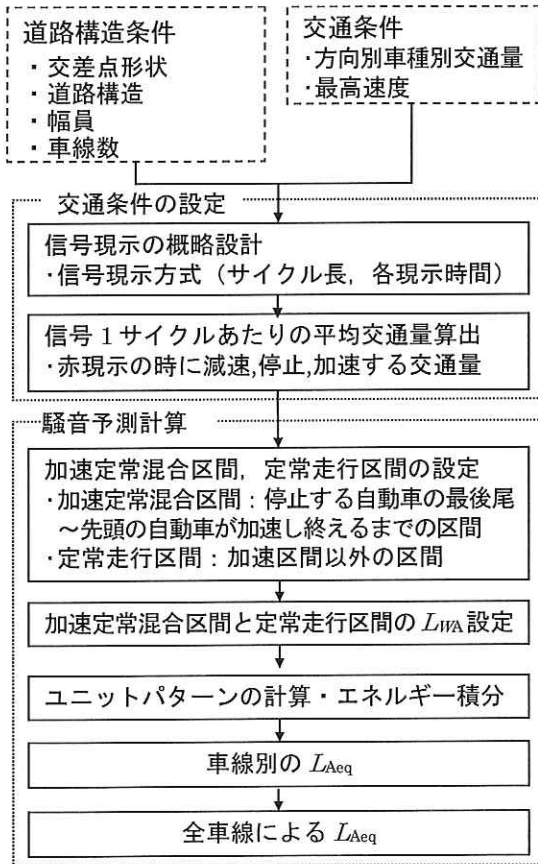 道路構造条件
・交差点形状
・道路構造
・幅員
・車線数
交通条件
・方向別車種別交通量
・最高速度
交通条件の設定
信号現示の概略設計
・信号現示方式（サイクル長，各現示時間）
信号1サイクルあたりの平均交通量算出
・赤現示の時に減速,停止,加速する交通量
騒音予測計算
加速定常混合区間，定常走行区間の設定
・加速定常混合区間：停止する自動車の最後尾
～先頭の自動車が加速し終えるまでの区間
・定常走行区間：加速区間以外の区間
加速定常混合区間と定常走行区間の LWA 設定
ユニットパターンの計算・エネルギー積分
車線別の LAeq
全車線による LAeq